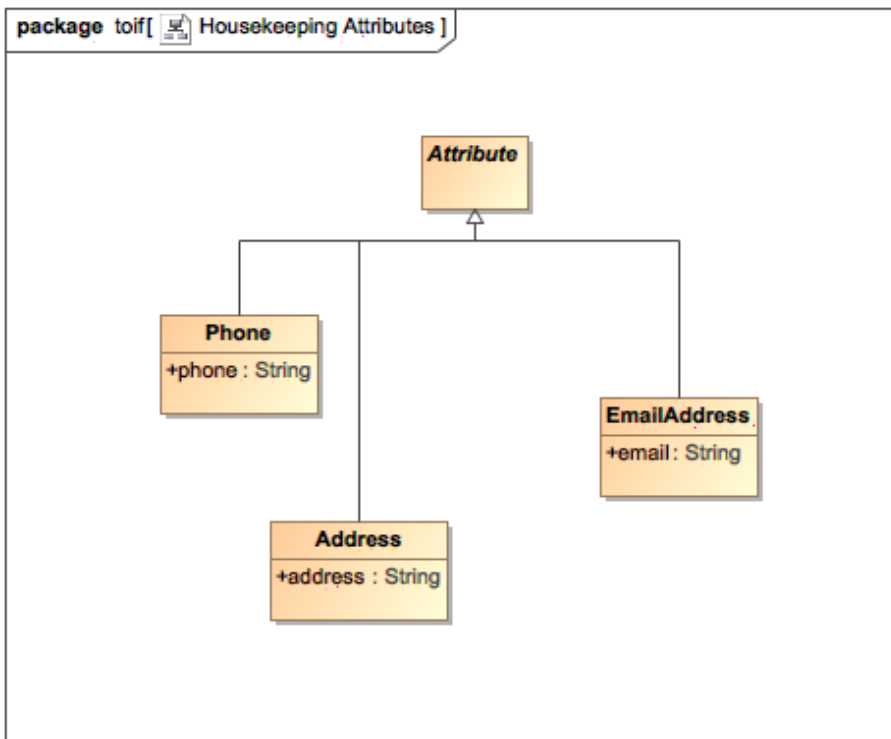 package toif[ Housekeeping Attributes ]
Attribute
Phone
+phone : String
EmailAddress
+email : String
Address
+address : String